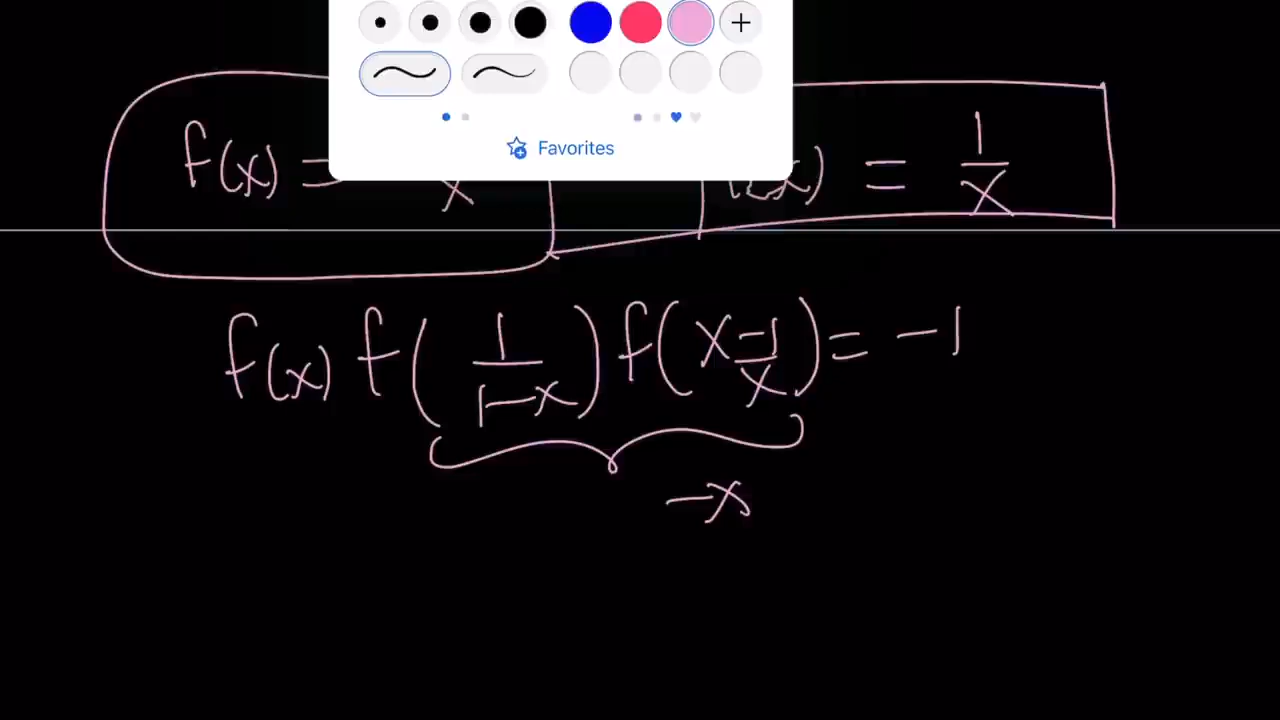 Favorites
f(x) = x
(x) = 1/x
f(x) f(1/(1-x)) f((x-1)/x) = -1
-x